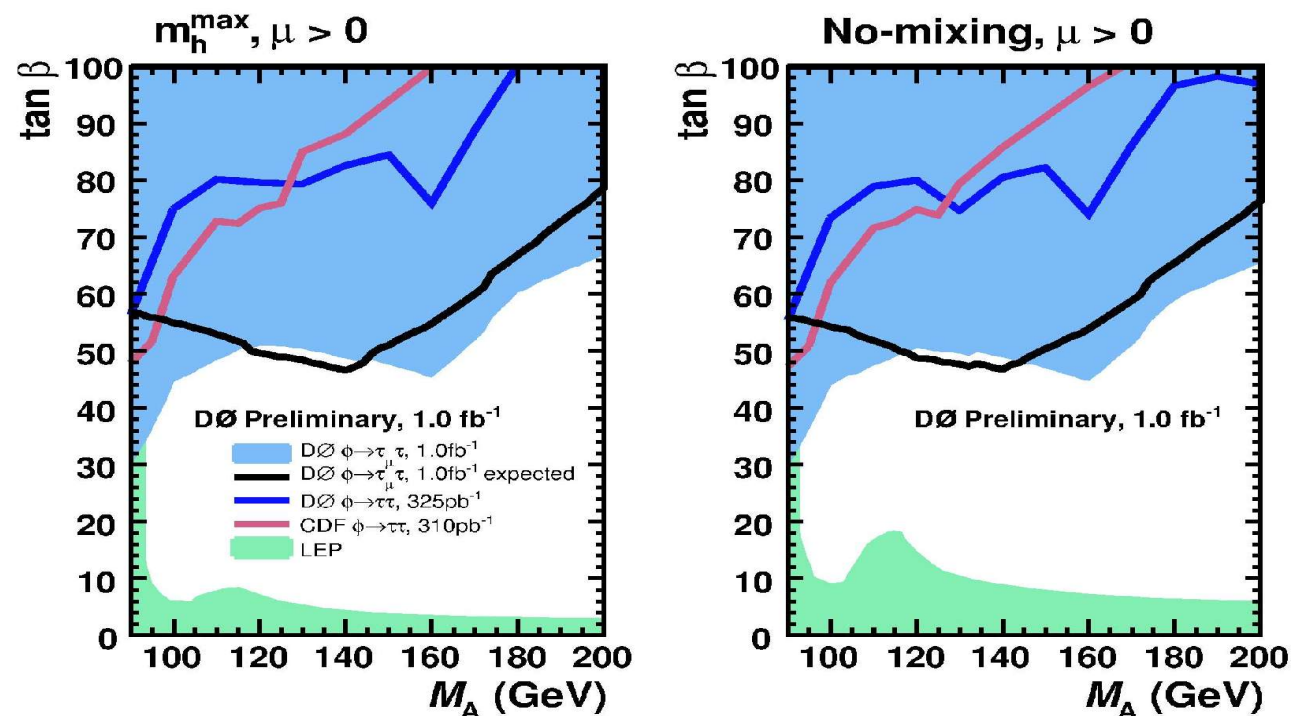 m_h^max, μ > 0
tan β
100
90
80
70
60
50
40
30
20
10
0
DØ Preliminary, 1.0 fb⁻¹
DØ ϕ→τ_μτ, 1.0fb⁻¹
DØ ϕ→τ_μτ, 1.0fb⁻¹ expected
DØ ϕ→ττ, 325pb⁻¹
CDF ϕ→ττ, 310pb⁻¹
LEP
100 120 140 160 180 200
M_A (GeV)
No-mixing, μ > 0
tan β
100
90
80
70
60
50
40
30
20
10
0
DØ Preliminary, 1.0 fb⁻¹
100 120 140 160 180 200
M_A (GeV)